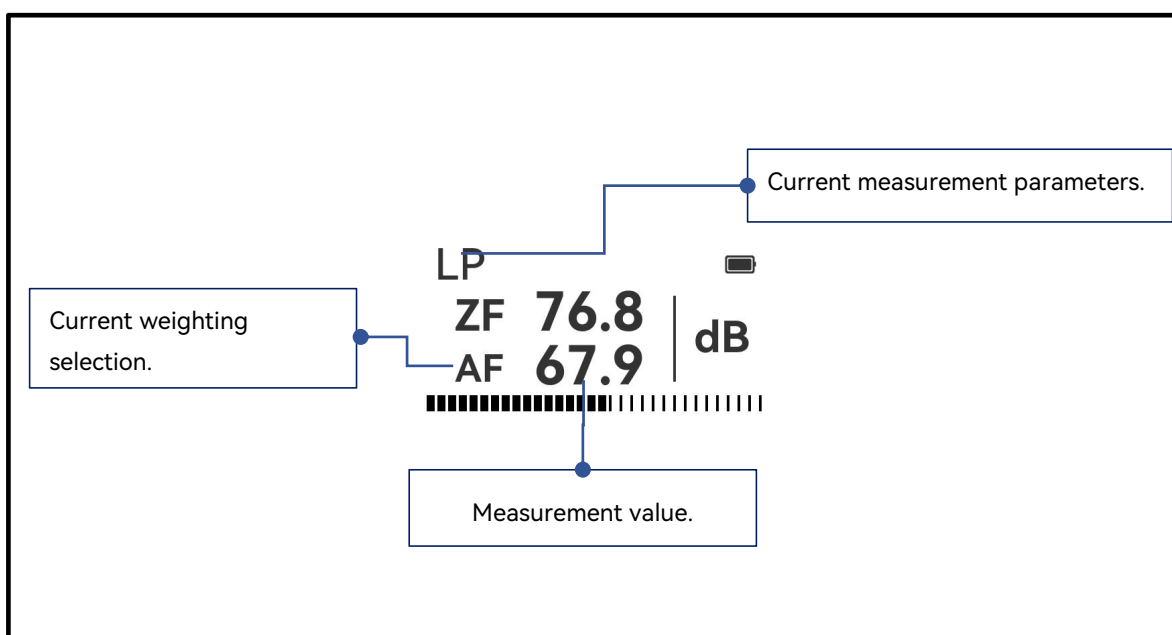 Current measurement parameters.
LP
ZF 76.8
AF 67.9
dB
Current weighting
selection.
Measurement value.